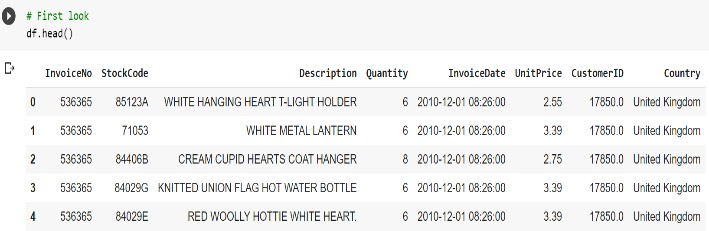 # First look
df.head()
InvoiceNo StockCode Description Quantity InvoiceDate UnitPrice CustomerID Country
0 536365 85123A WHITE HANGING HEART T-LIGHT HOLDER 6 2010-12-01 08:26:00 2.55 17850.0 United Kingdom
1 536365 71053 WHITE METAL LANTERN 6 2010-12-01 08:26:00 3.39 17850.0 United Kingdom
2 536365 84406B CREAM CUPID HEARTS COAT HANGER 8 2010-12-01 08:26:00 2.75 17850.0 United Kingdom
3 536365 84029G KNITTED UNION FLAG HOT WATER BOTTLE 6 2010-12-01 08:26:00 3.39 17850.0 United Kingdom
4 536365 84029E RED WOOLLY HOTTIE WHITE HEART. 6 2010-12-01 08:26:00 3.39 17850.0 United Kingdom